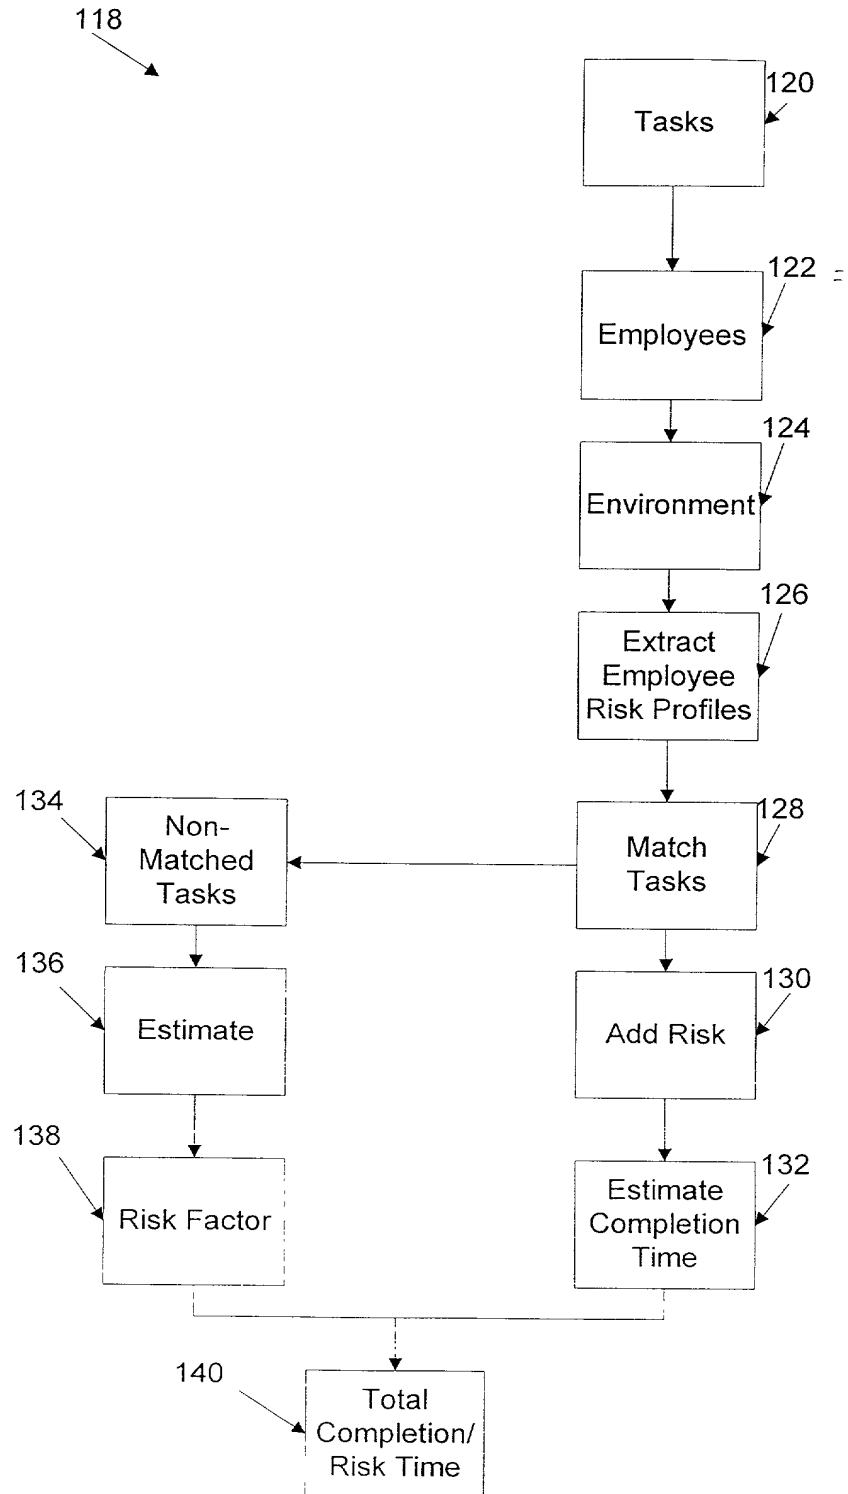 118
120
Tasks
122
Employees
124
Environment
126
Extract
Employee
Risk Profiles
134
Non-
Matched
Tasks
128
Match
Tasks
136
Estimate
130
Add Risk
138
Risk Factor
132
Estimate
Completion
Time
140
Total
Completion/
Risk Time